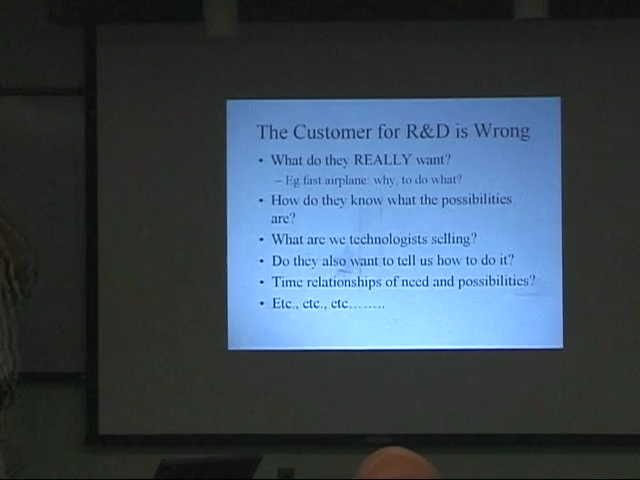 The Customer for R&D is Wrong
• What do they REALLY want?
– Eg fast airplane: why, to do what?
• How do they know what the possibilities
are?
• What are we technologists selling?
• Do they also want to tell us how to do it?
• Time relationships of need and possibilities?
• Etc., etc., etc……..